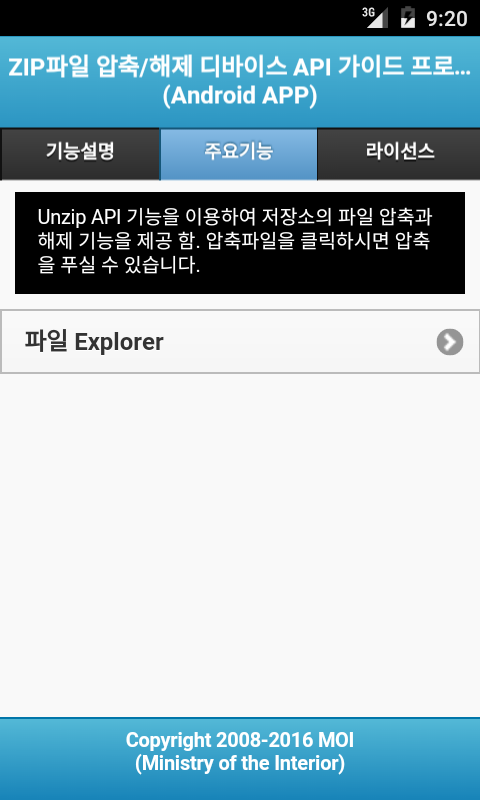 3G 9:20
ZIP파일 압축/해제 디바이스 API 가이드 프로...
(Android APP)
기능설명 주요기능 라이선스
Unzip API 기능을 이용하여 저장소의 파일 압축과
해제 기능을 제공 함. 압축파일을 클릭하시면 압축
을 푸실 수 있습니다.
파일 Explorer
Copyright 2008-2016 MOI
(Ministry of the Interior)